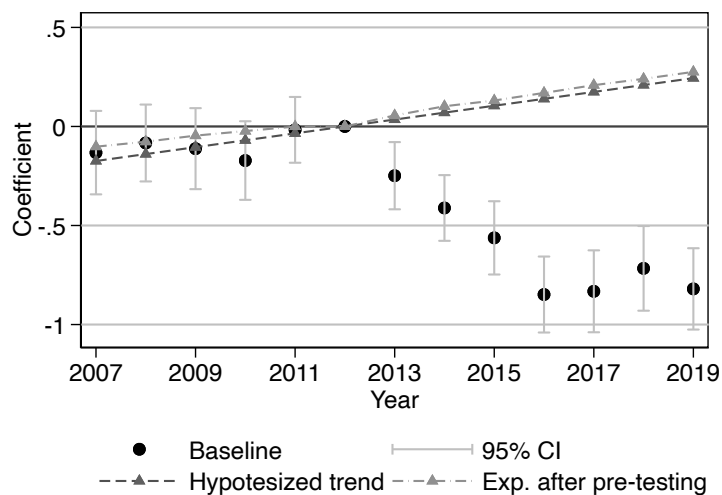 .5
0
-.5
-1
Coefficient
2007 2009 2011 2013 2015 2017 2019
Year
Baseline 95% CI
Hypotesized trend Exp. after pre-testing